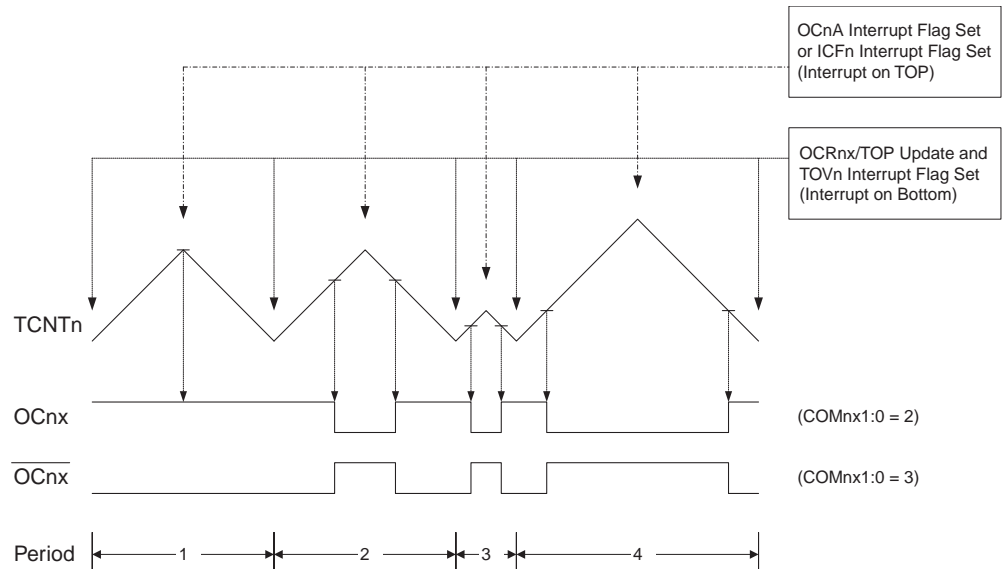 OCnA Interrupt Flag Set
or ICFn Interrupt Flag Set
(Interrupt on TOP)
OCRnx/TOP Update and
TOVn Interrupt Flag Set
(Interrupt on Bottom)
TCNTn
OCnx
(COMnx1:0 = 2)
OCnx
(COMnx1:0 = 3)
Period
1
2
3
4